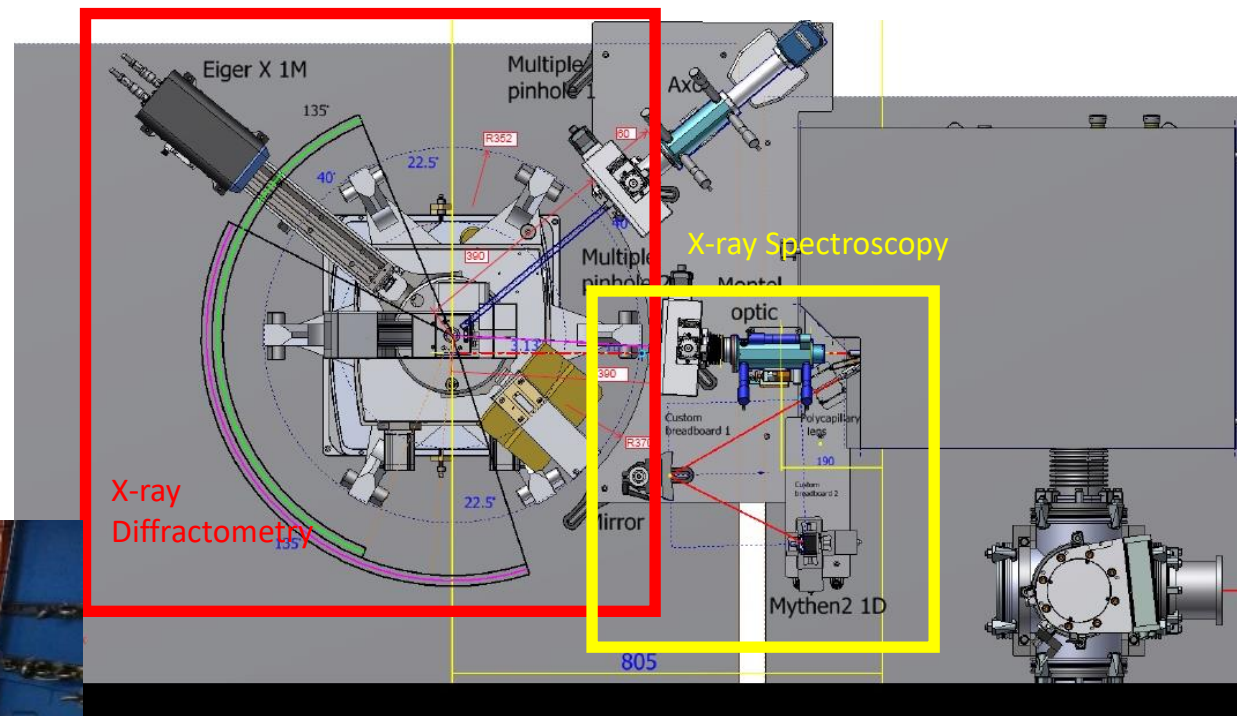 Eiger X 1M
Multiple
pinhole 1
135°
R352
60
22.5°
40°
40°
390
X-ray Spectroscopy
Multiple
Montel
optic
3.13°
390
Custom
breadboard 1
Polycapillary
lens
R370
190
Custom
breadboard 2
X-ray
Diffractometry
22.5°
Mirror
135°
Mythen2 1D
805